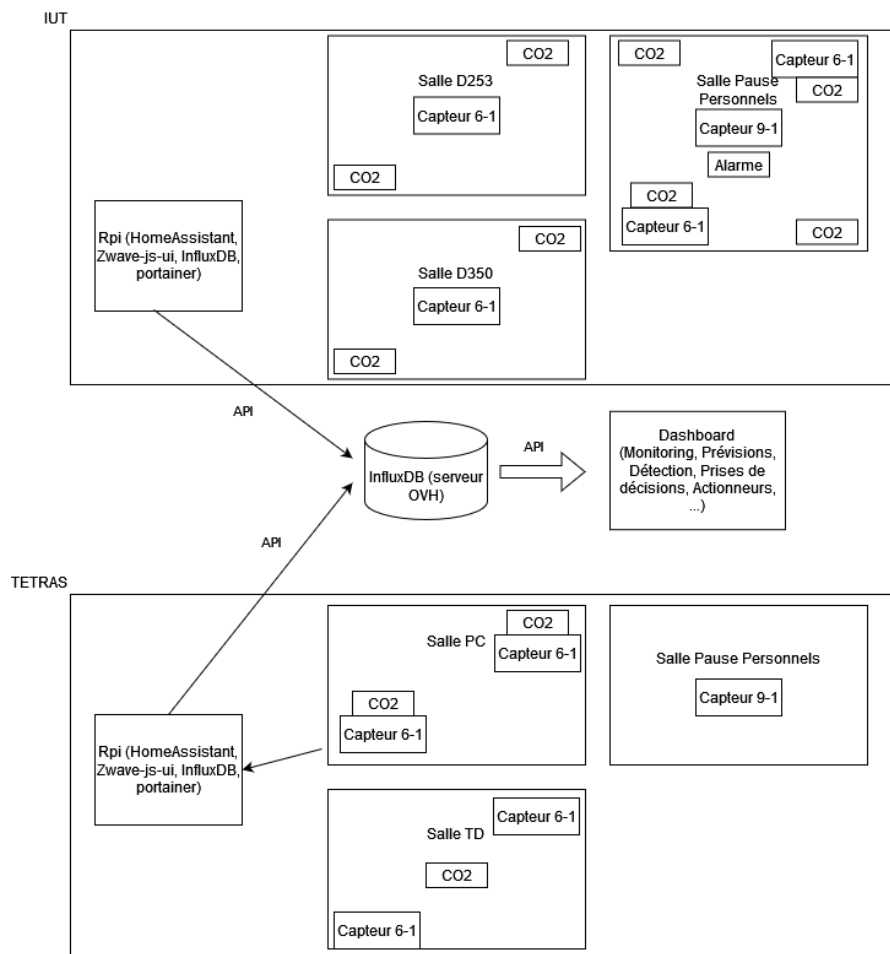 IUT
CO2
Salle D253
Capteur 6-1
CO2
CO2
Capteur 6-1
Salle Pause
Personnels
CO2
Capteur 9-1
Alarme
CO2
Capteur 6-1
CO2
Rpi (HomeAssistant,
Zwave-js-ui, InfluxDB,
portainer)
CO2
Salle D350
Capteur 6-1
CO2
API
InfluxDB (serveur
OVH)
API
Dashboard
(Monitoring, Prévisions,
Détection, Prises de
décisions, Actionneurs,
...)
API
TETRAS
CO2
Salle PC
Capteur 6-1
CO2
Capteur 6-1
Salle Pause Personnels
Capteur 9-1
Rpi (HomeAssistant,
Zwave-js-ui, InfluxDB,
portainer)
Capteur 6-1
Salle TD
CO2
Capteur 6-1